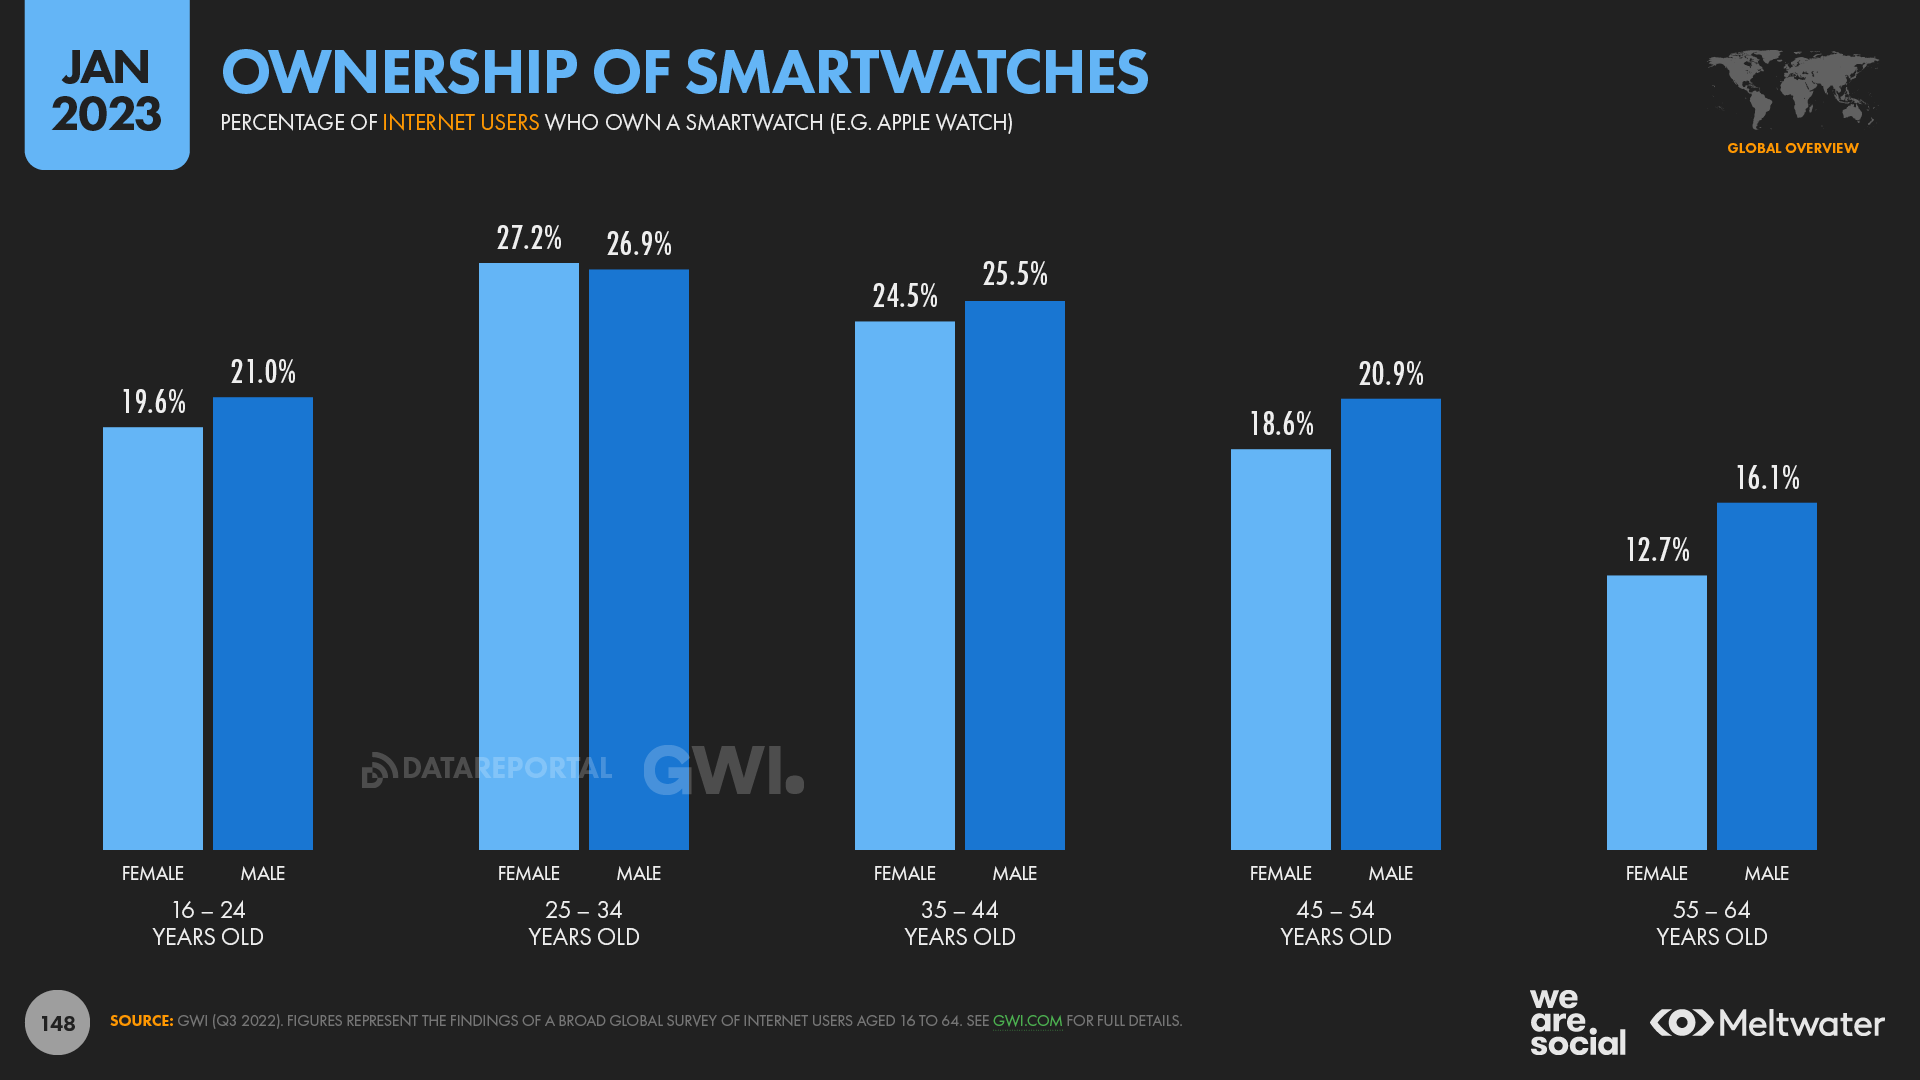 JAN
2023
OWNERSHIP OF SMARTWATCHES
PERCENTAGE OF INTERNET USERS WHO OWN A SMARTWATCH (E.G. APPLE WATCH)
GLOBAL OVERVIEW
19.6%
21.0%
27.2%
26.9%
24.5%
25.5%
18.6%
20.9%
12.7%
16.1%
DATAREPORTAL
GWI.
FEMALE MALE FEMALE MALE FEMALE MALE FEMALE MALE FEMALE MALE
16 – 24
YEARS OLD
25 – 34
YEARS OLD
35 – 44
YEARS OLD
45 – 54
YEARS OLD
55 – 64
YEARS OLD
148
SOURCE: GWI (Q3 2022). FIGURES REPRESENT THE FINDINGS OF A BROAD GLOBAL SURVEY OF INTERNET USERS AGED 16 TO 64. SEE GWI.COM FOR FULL DETAILS.
we
are
social
Meltwater